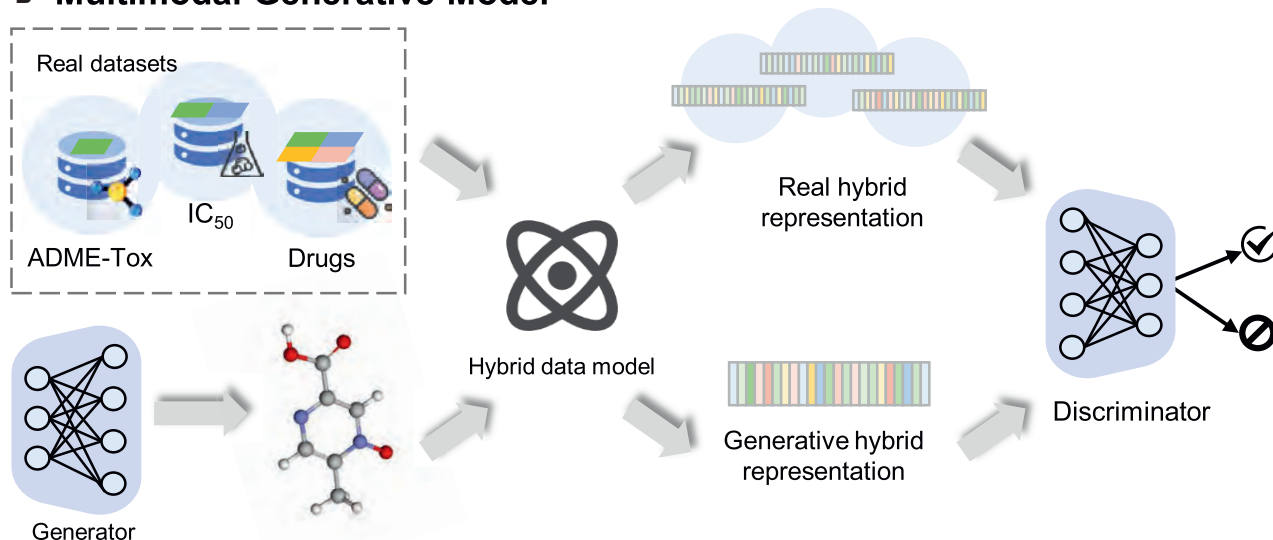 Multimodal Generative Model
Real datasets
IC50
ADME-Tox
Drugs
Real hybrid
representation
Hybrid data model
Discriminator
Generative hybrid
representation
Generator